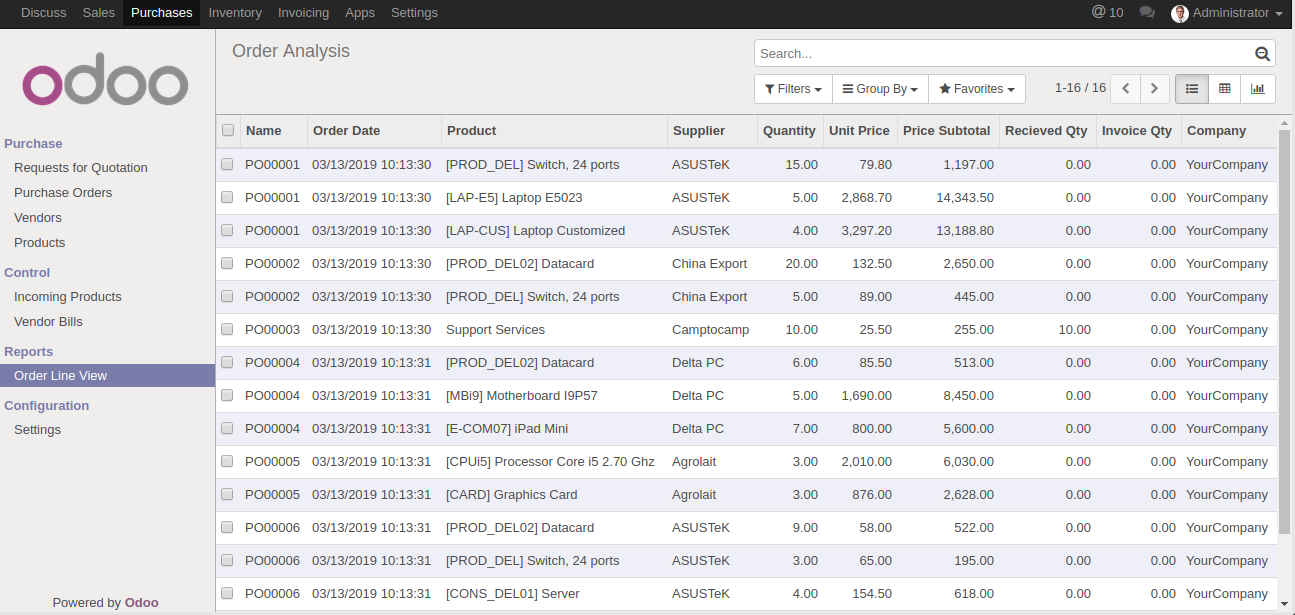 Discuss Sales Purchases Inventory Invoicing Apps Settings @ 10 Administrator
odoo
Order Analysis
Search...
Filters Group By Favorites 1-16 / 16
Purchase
Requests for Quotation
Purchase Orders
Vendors
Products
Control
Incoming Products
Vendor Bills
Reports
Order Line View
Configuration
Settings
Powered by Odoo
Name Order Date Product Supplier Quantity Unit Price Price Subtotal Recieved Qty Invoice Qty Company
PO00001 03/13/2019 10:13:30 [PROD_DEL] Switch, 24 ports ASUSTeK 15.00 79.80 1,197.00 0.00 0.00 YourCompany
PO00001 03/13/2019 10:13:30 [LAP-E5] Laptop E5023 ASUSTeK 5.00 2,868.70 14,343.50 0.00 0.00 YourCompany
PO00001 03/13/2019 10:13:30 [LAP-CUS] Laptop Customized ASUSTeK 4.00 3,297.20 13,188.80 0.00 0.00 YourCompany
PO00002 03/13/2019 10:13:30 [PROD_DEL02] Datacard China Export 20.00 132.50 2,650.00 0.00 0.00 YourCompany
PO00002 03/13/2019 10:13:30 [PROD_DEL] Switch, 24 ports China Export 5.00 89.00 445.00 0.00 0.00 YourCompany
PO00003 03/13/2019 10:13:30 Support Services Camptocamp 10.00 25.50 255.00 10.00 0.00 YourCompany
PO00004 03/13/2019 10:13:31 [PROD_DEL02] Datacard Delta PC 6.00 85.50 513.00 0.00 0.00 YourCompany
PO00004 03/13/2019 10:13:31 [MBi9] Motherboard I9P57 Delta PC 5.00 1,690.00 8,450.00 0.00 0.00 YourCompany
PO00004 03/13/2019 10:13:31 [E-COM07] iPad Mini Delta PC 7.00 800.00 5,600.00 0.00 0.00 YourCompany
PO00005 03/13/2019 10:13:31 [CPUi5] Processor Core i5 2.70 Ghz Agrolait 3.00 2,010.00 6,030.00 0.00 0.00 YourCompany
PO00005 03/13/2019 10:13:31 [CARD] Graphics Card Agrolait 3.00 876.00 2,628.00 0.00 0.00 YourCompany
PO00006 03/13/2019 10:13:31 [PROD_DEL02] Datacard ASUSTeK 9.00 58.00 522.00 0.00 0.00 YourCompany
PO00006 03/13/2019 10:13:31 [PROD_DEL] Switch, 24 ports ASUSTeK 3.00 65.00 195.00 0.00 0.00 YourCompany
PO00006 03/13/2019 10:13:31 [CONS_DEL01] Server ASUSTeK 4.00 154.50 618.00 0.00 0.00 YourCompany